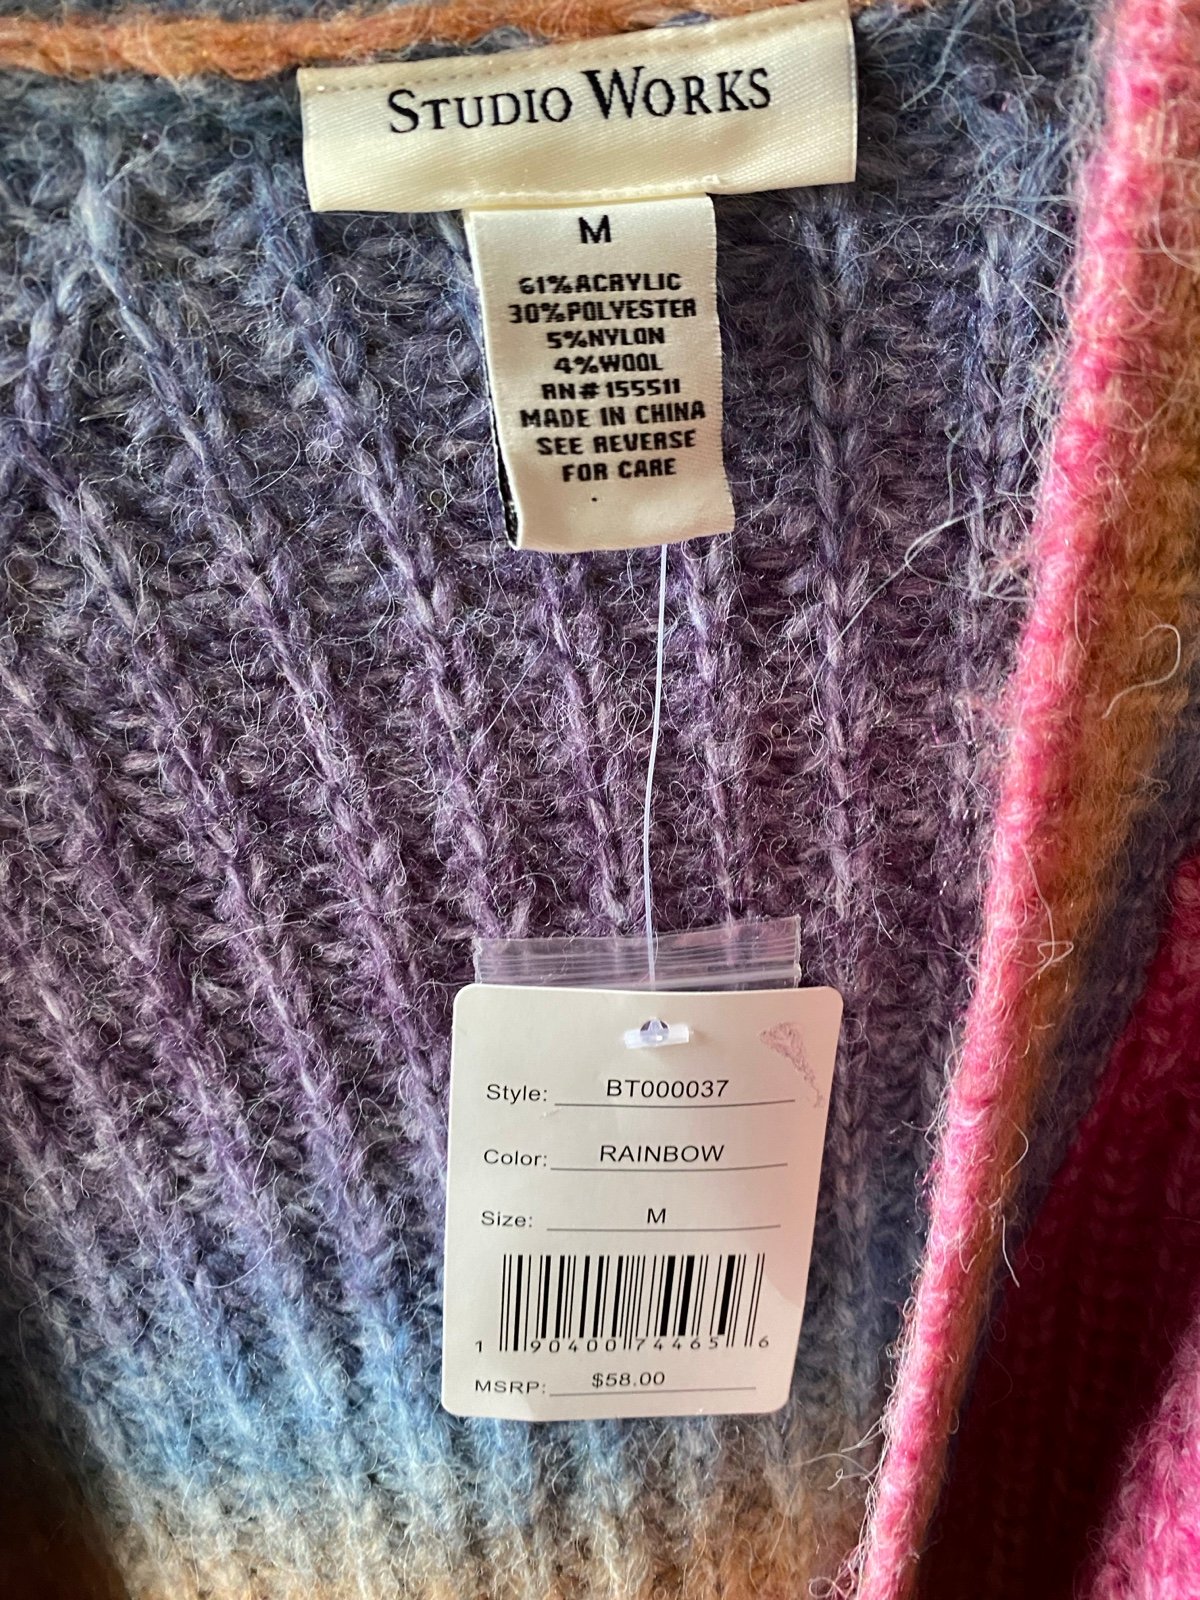 STUDIO WORKS
M
61%ACRYLIC
30%POLYESTER
5%NYLON
4%WOOL
RN#155511
MADE IN CHINA
SEE REVERSE
FOR CARE
Style: BT000037
Color: RAINBOW
Size: M
1 90400 74465 6
MSRP: $58.00